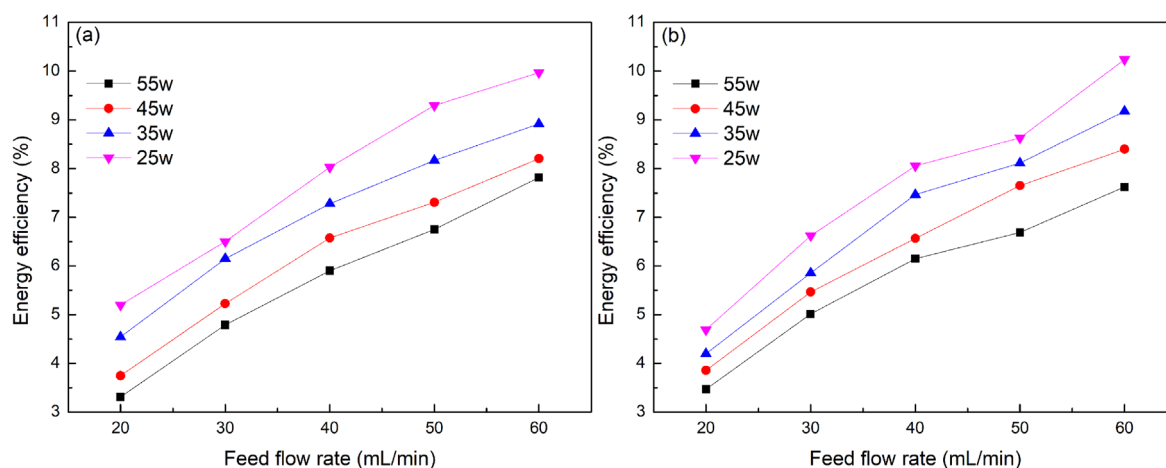 (a)
55w
45w
35w
25w
Energy efficiency (%)
11
10
9
8
7
6
5
4
3
20 30 40 50 60
Feed flow rate (mL/min)
(b)
55w
45w
35w
25w
Energy efficiency (%)
11
10
9
8
7
6
5
4
3
20 30 40 50 60
Feed flow rate (mL/min)